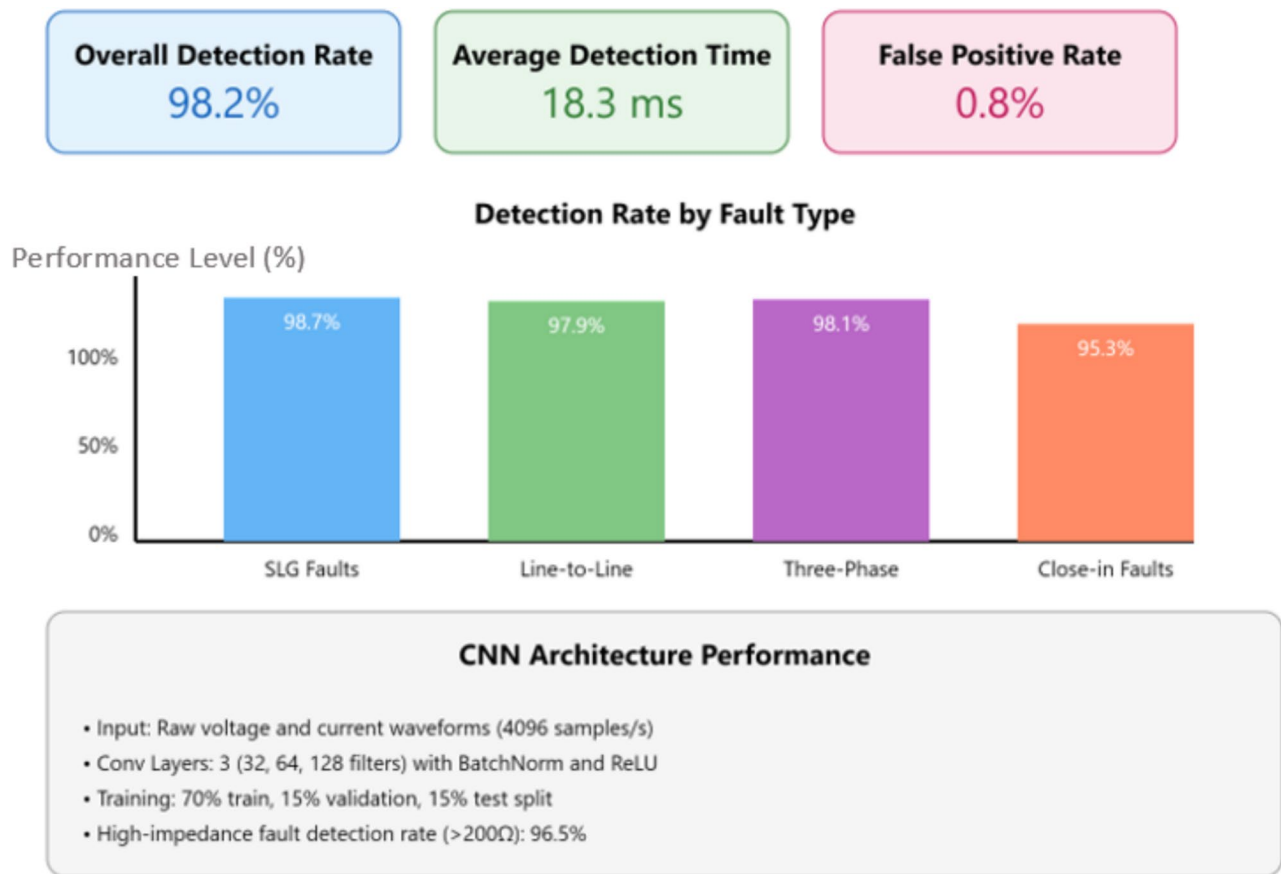 Overall Detection Rate
98.2%
Average Detection Time
18.3 ms
False Positive Rate
0.8%
Detection Rate by Fault Type
Performance Level (%)
98.7%
97.9%
98.1%
95.3%
100%
50%
0%
SLG Faults
Line-to-Line
Three-Phase
Close-in Faults
CNN Architecture Performance
• Input: Raw voltage and current waveforms (4096 samples/s)
• Conv Layers: 3 (32, 64, 128 filters) with BatchNorm and ReLU
• Training: 70% train, 15% validation, 15% test split
• High-impedance fault detection rate (>200Ω): 96.5%